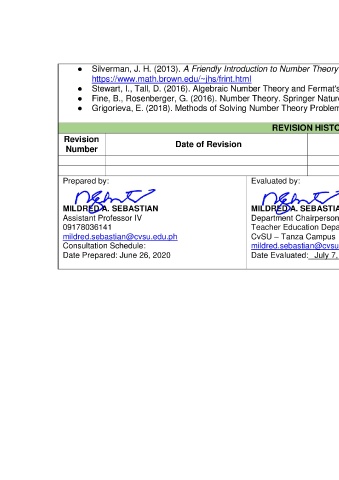 ● Silverman, J. H. (2013). A Friendly Introduction to Number Theory
https://www.math.brown.edu/~jhs/frint.html
● Stewart, I., Tall, D. (2016). Algebraic Number Theory and Fermat's
● Fine, B., Rosenberger, G. (2016). Number Theory. Springer Nature
● Grigorieva, E. (2018). Methods of Solving Number Theory Problem
REVISION HISTO
Revision Number
Date of Revision
Prepared by:
MILDRED A. SEBASTIAN
Assistant Professor IV
09178036141
mildred.sebastian@cvsu.edu.ph
Consultation Schedule:
Date Prepared: June 26, 2020
Evaluated by:
MILDRED A. SEBASTIA
Department Chairperson
Teacher Education Depa
CvSU – Tanza Campus
mildred.sebastian@cvsu
Date Evaluated: July 7,